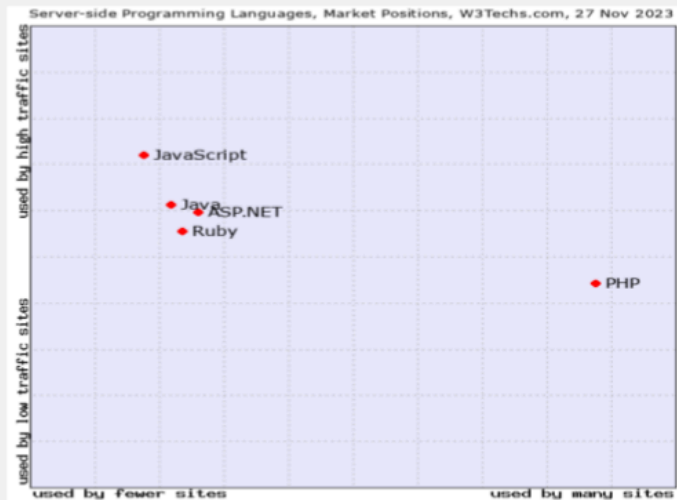 Server-side Programming Languages, Market Positions, W3Techs.com, 27 Nov 2023
used by high traffic sites
JavaScript
Java
ASP.NET
Ruby
PHP
used by low traffic sites
used by fewer sites
used by many sites